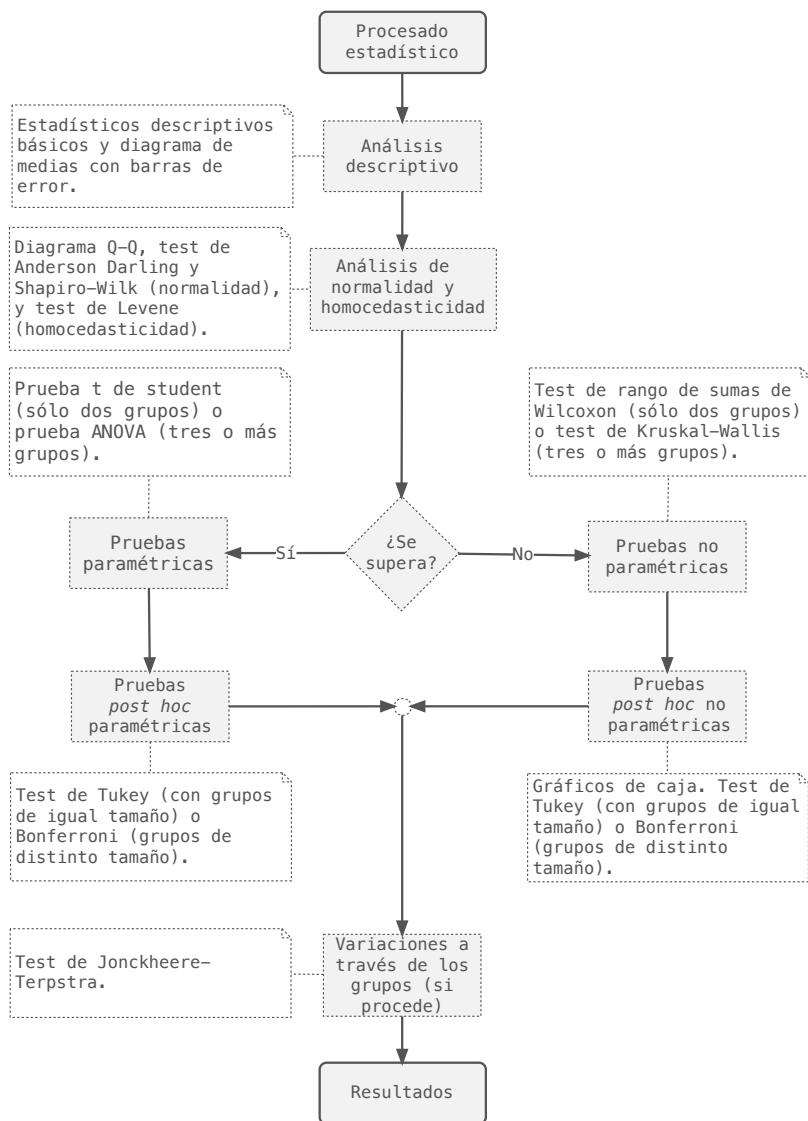 Procesado
estadístico
Estadísticos descriptivos
básicos y diagrama de
medias con barras de
error.
Análisis
descriptivo
Diagrama Q-Q, test de
Anderson Darling y
Shapiro-Wilk (normalidad),
y test de Levene
(homocedasticidad).
Análisis de
normalidad y
homocedasticidad
Prueba t de student
(sólo dos grupos) o
prueba ANOVA (tres o más
grupos).
Test de rango de sumas de
Wilcoxon (sólo dos grupos)
o test de Kruskal-Wallis
(tres o más grupos).
Pruebas
paramétricas
Sí
¿Se
supera?
No
Pruebas no
paramétricas
Pruebas
post hoc
paramétricas
Pruebas
post hoc no
paramétricas
Test de Tukey (con grupos
de igual tamaño) o
Bonferroni (grupos de
distinto tamaño).
Gráficos de caja. Test de
Tukey (con grupos de igual
tamaño) o Bonferroni
(grupos de distinto
tamaño).
Test de Jonckheere-
Terpstra.
Variaciones a
través de los
grupos (si
procede)
Resultados